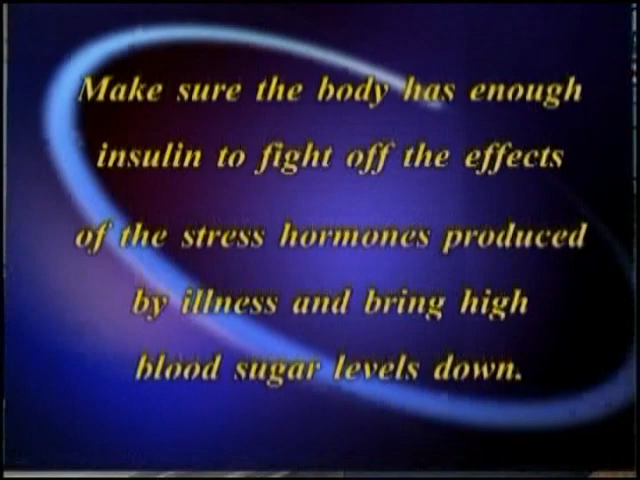 Make sure the body has enough
insulin to fight off the effects
of the stress hormones produced
by illness and bring high
blood sugar levels down.